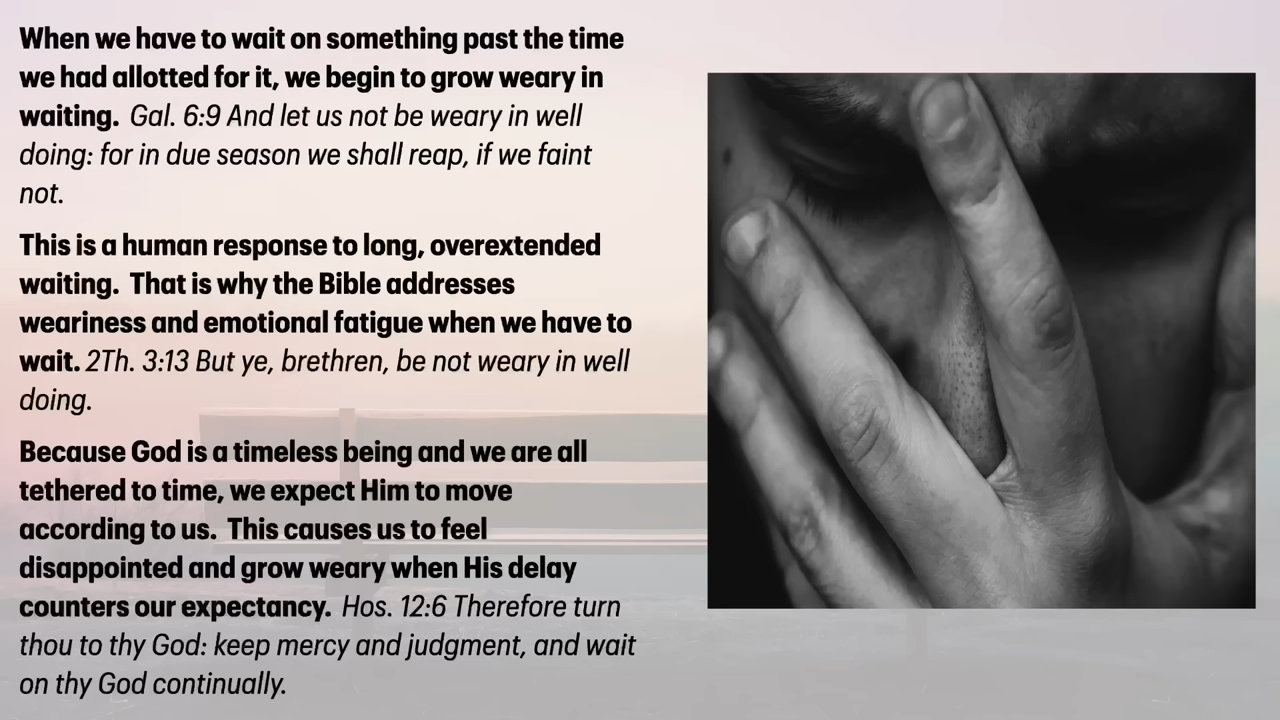 When we have to wait on something past the time
we had allotted for it, we begin to grow weary in
waiting.  Gal. 6:9 And let us not be weary in well
doing: for in due season we shall reap, if we faint
not.
This is a human response to long, overextended
waiting.  That is why the Bible addresses
weariness and emotional fatigue when we have to
wait. 2Th. 3:13 But ye, brethren, be not weary in well
doing.
Because God is a timeless being and we are all
tethered to time, we expect Him to move
according to us.  This causes us to feel
disappointed and grow weary when His delay
counters our expectancy.  Hos. 12:6 Therefore turn
thou to thy God: keep mercy and judgment, and wait
on thy God continually.